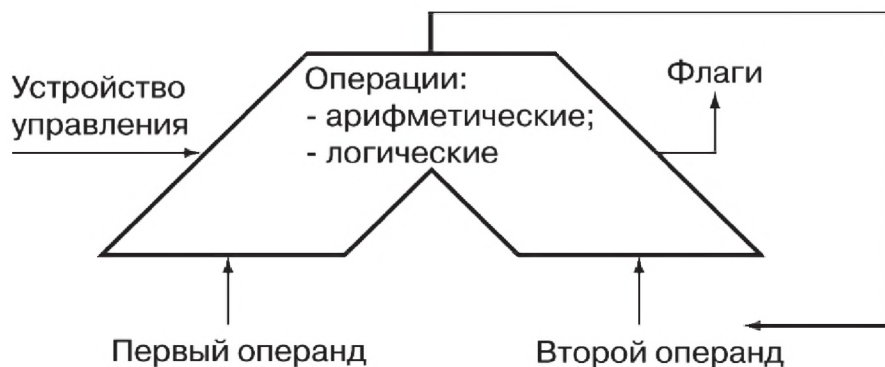 Устройство
управления
Операции:
- арифметические;
- логические
Флаги
Первый операнд
Второй операнд